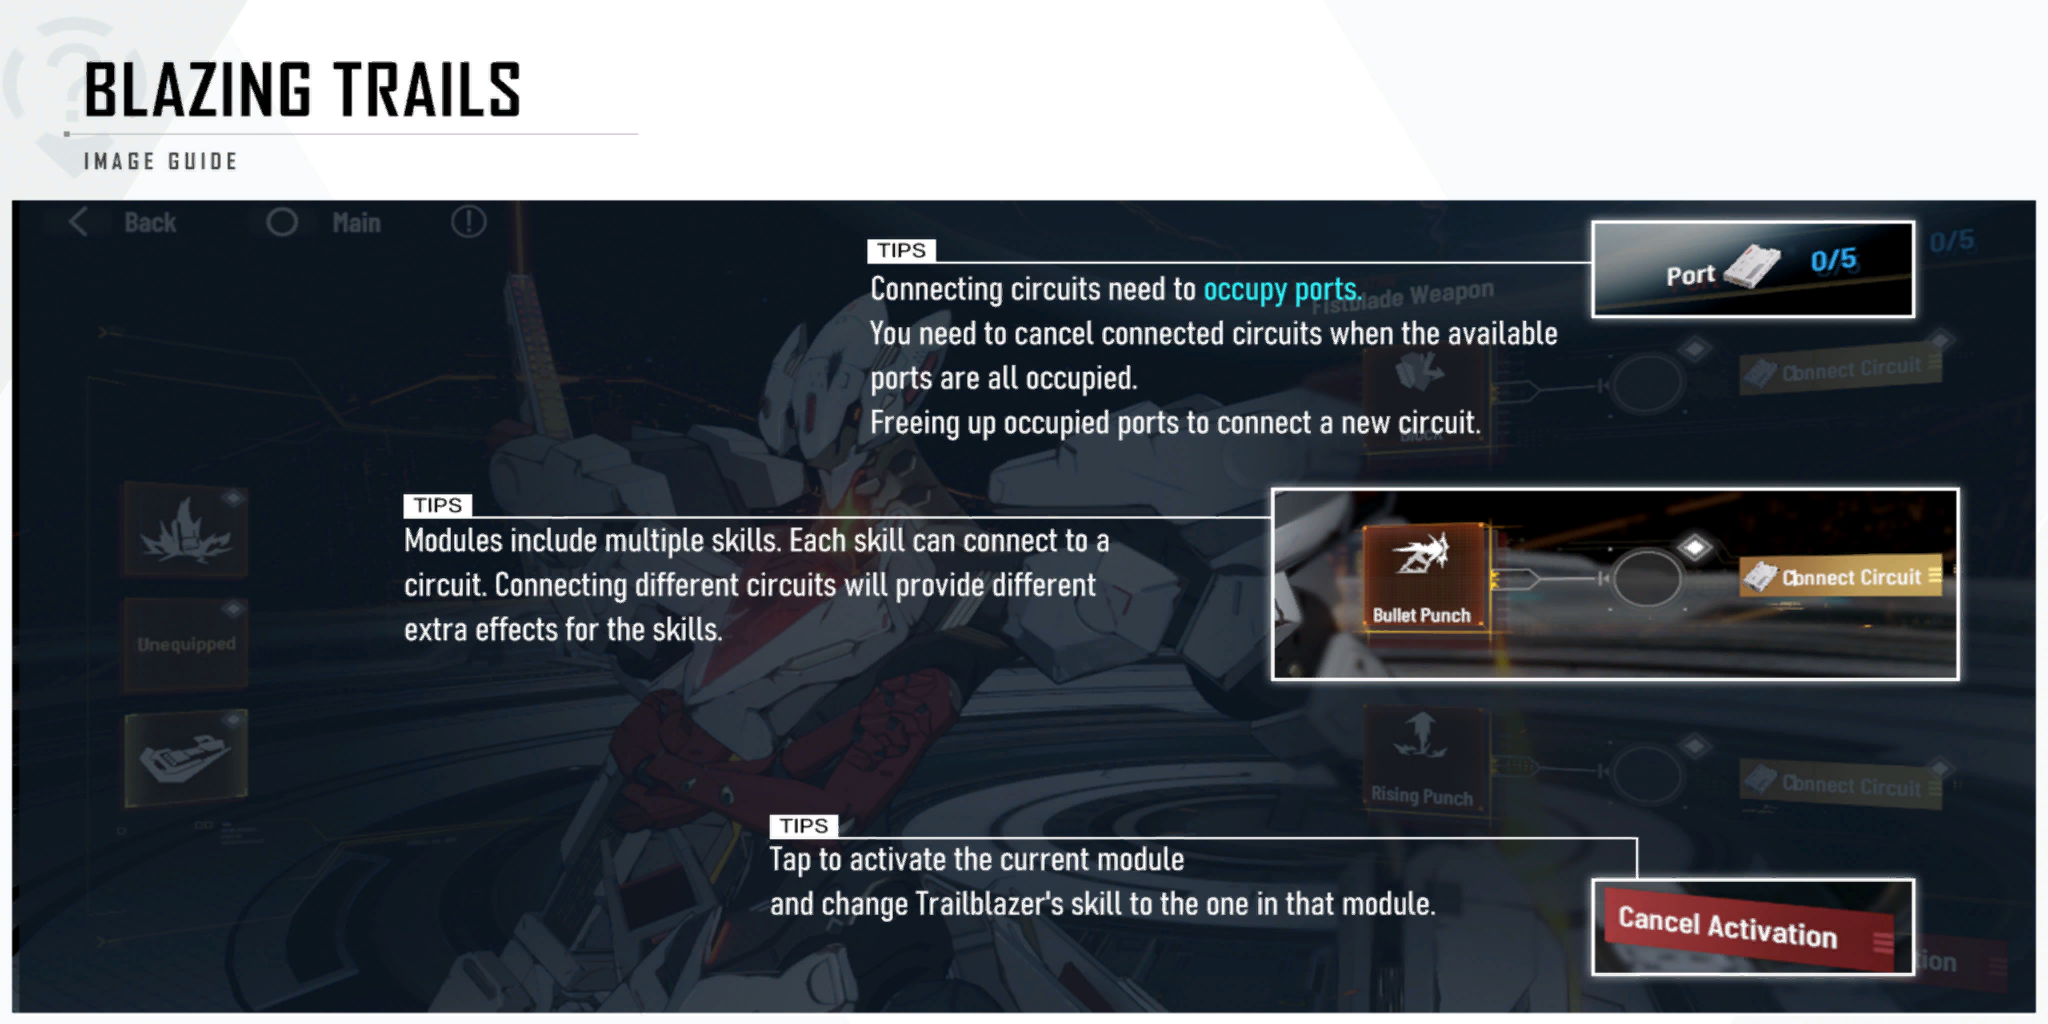 BLAZING TRAILS
IMAGE GUIDE
Back
Main
TIPS
Port
0/5
0/5
Connecting circuits need to occupy ports.
Fistblade Weapon
You need to cancel connected circuits when the available
ports are all occupied.
Freeing up occupied ports to connect a new circuit.
Block
Connect Circuit
TIPS
Modules include multiple skills. Each skill can connect to a
circuit. Connecting different circuits will provide different
extra effects for the skills.
Bullet Punch
Connect Circuit
Unequipped
Rising Punch
Connect Circuit
TIPS
Tap to activate the current module
and change Trailblazer's skill to the one in that module.
Cancel Activation
tion